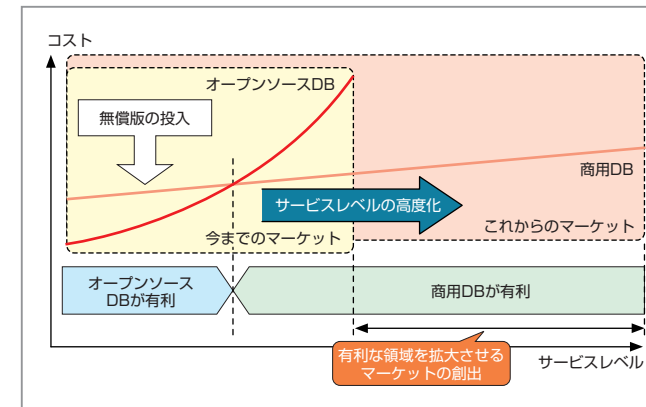 コスト
オープンソースDB
無償版の投入
商用DB
サービスレベルの高度化
今までのマーケット
これからのマーケット
オープンソース
DBが有利
商用DBが有利
有利な領域を拡大させる
マーケットの創出
サービスレベル